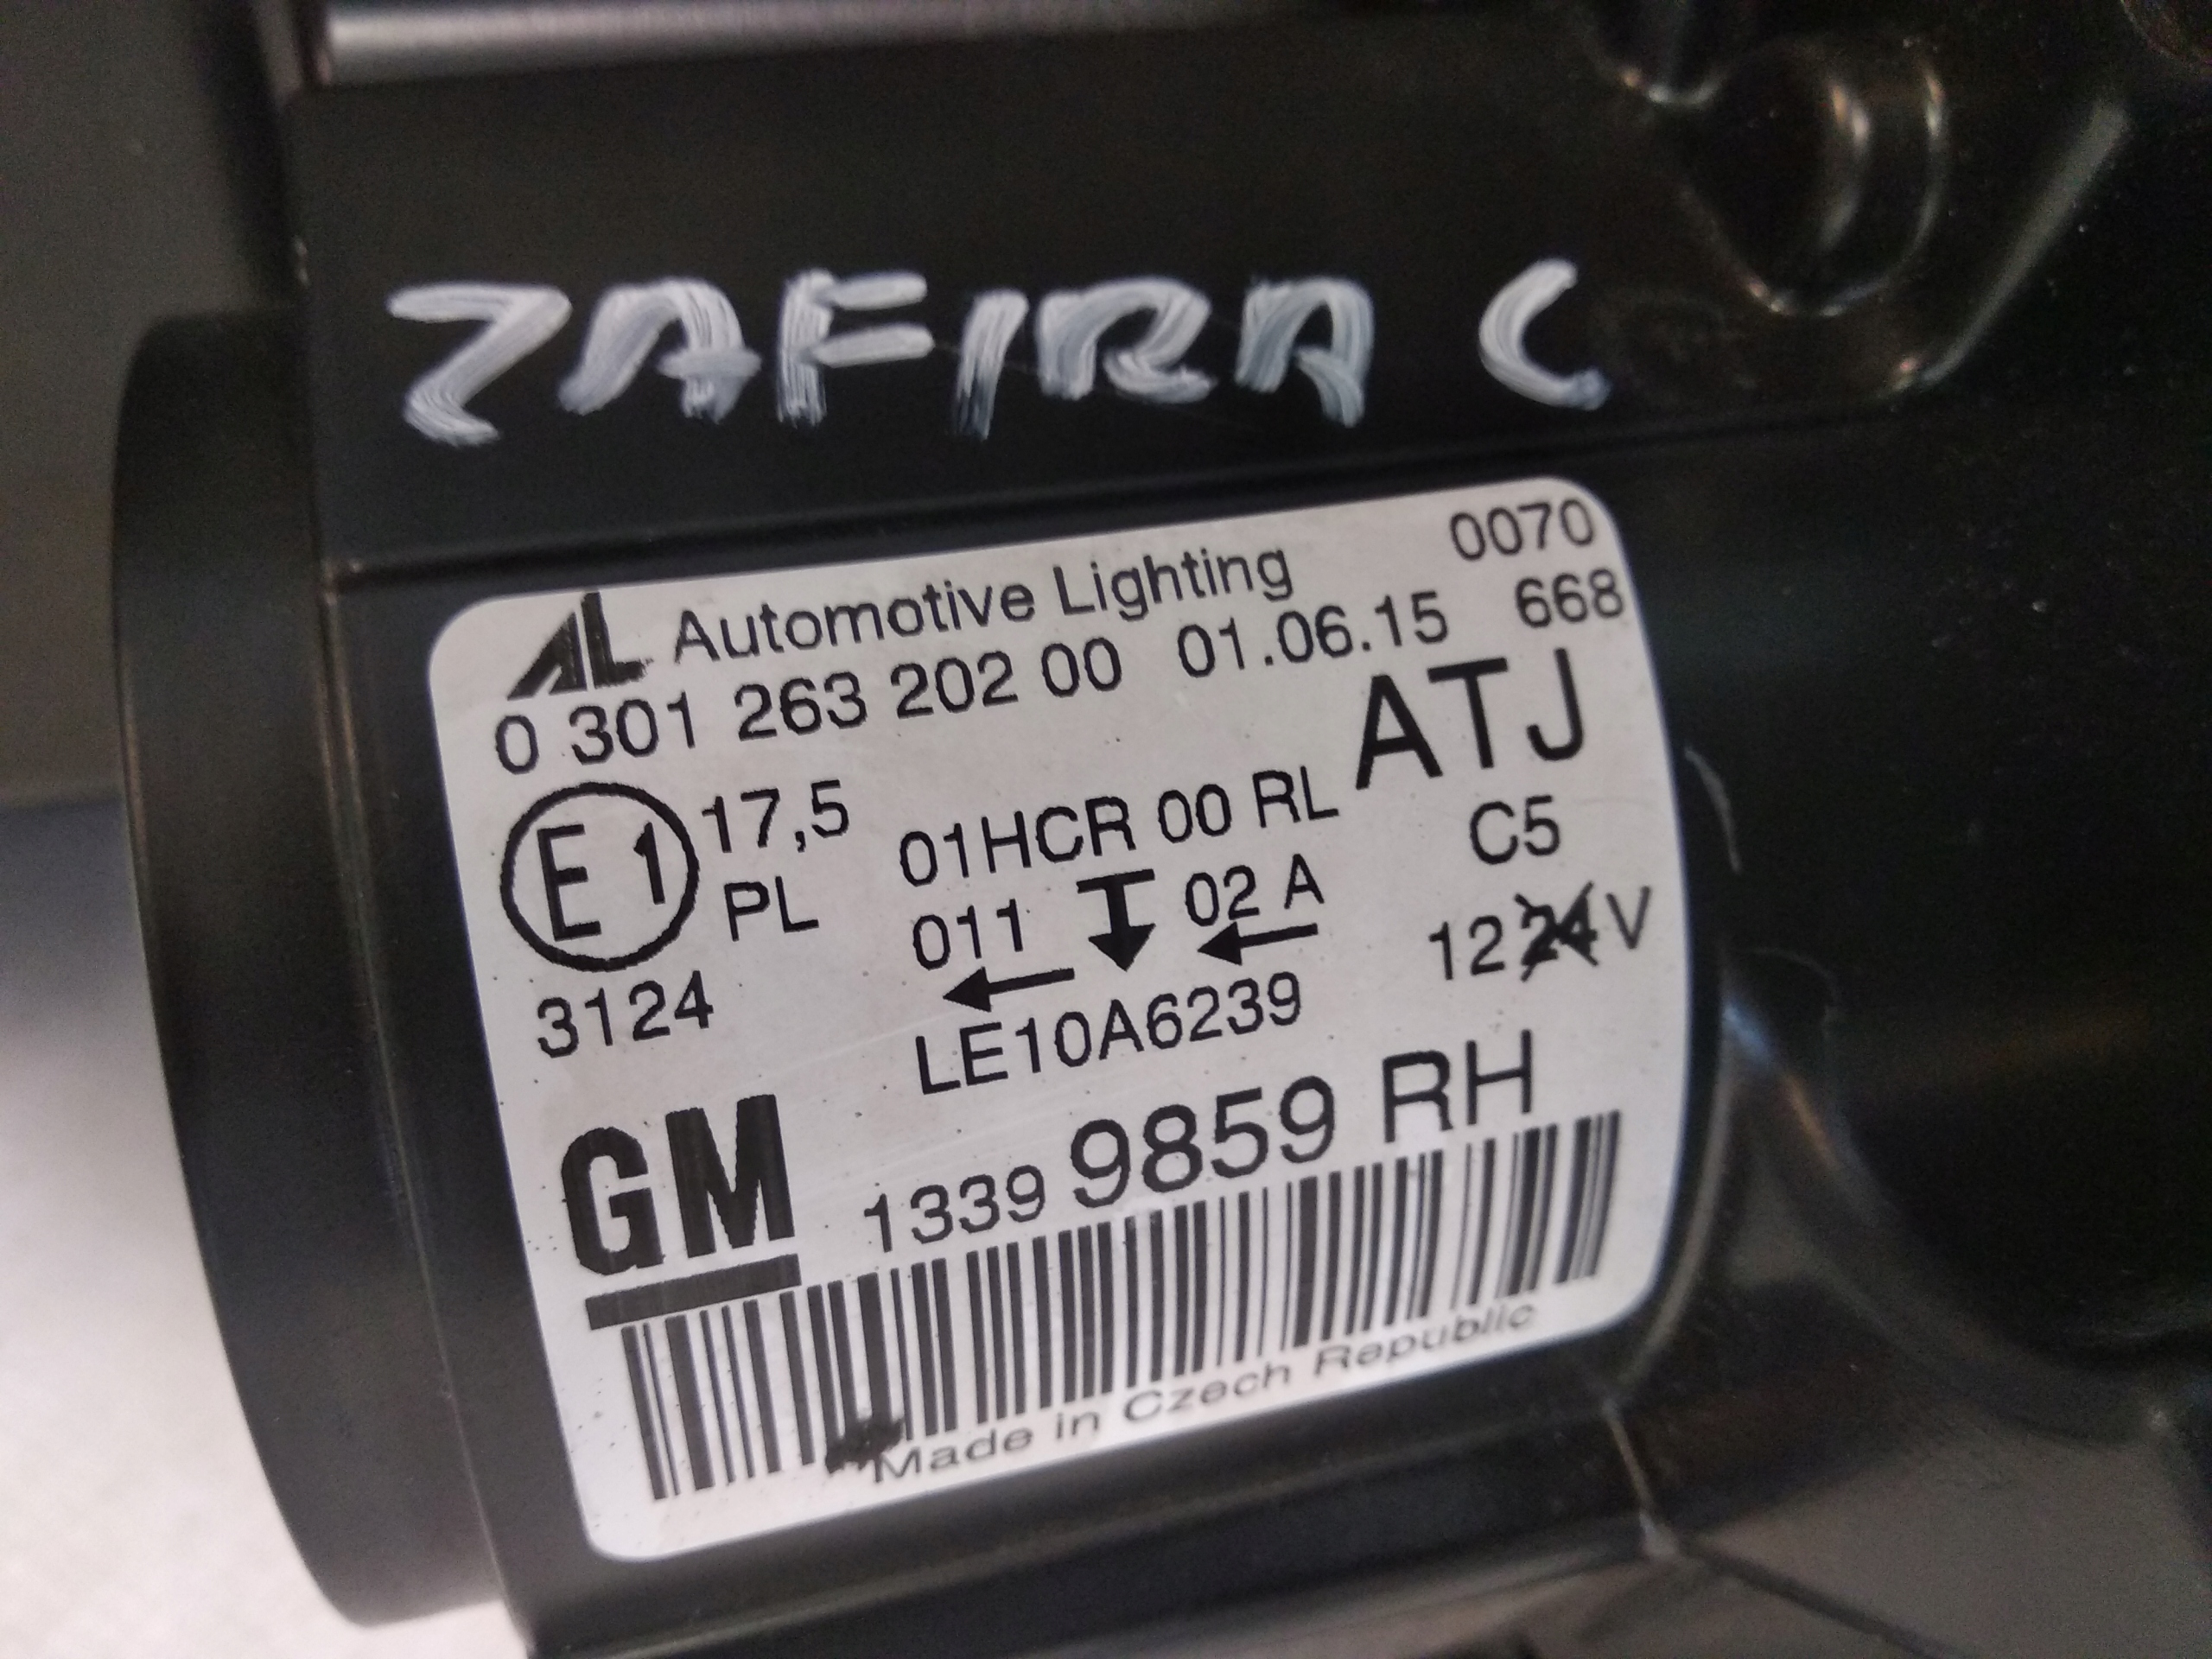 ZAFIRA C
AL Automotive Lighting 0070
0 301 263 202 00 01.06.15 668
ATJ
E1 17,5 01HCR 00 RL C5
PL 011 02 A 12 24 V
3124 LE10A6239
GM 1339 9859 RH
Made in Czech Republic